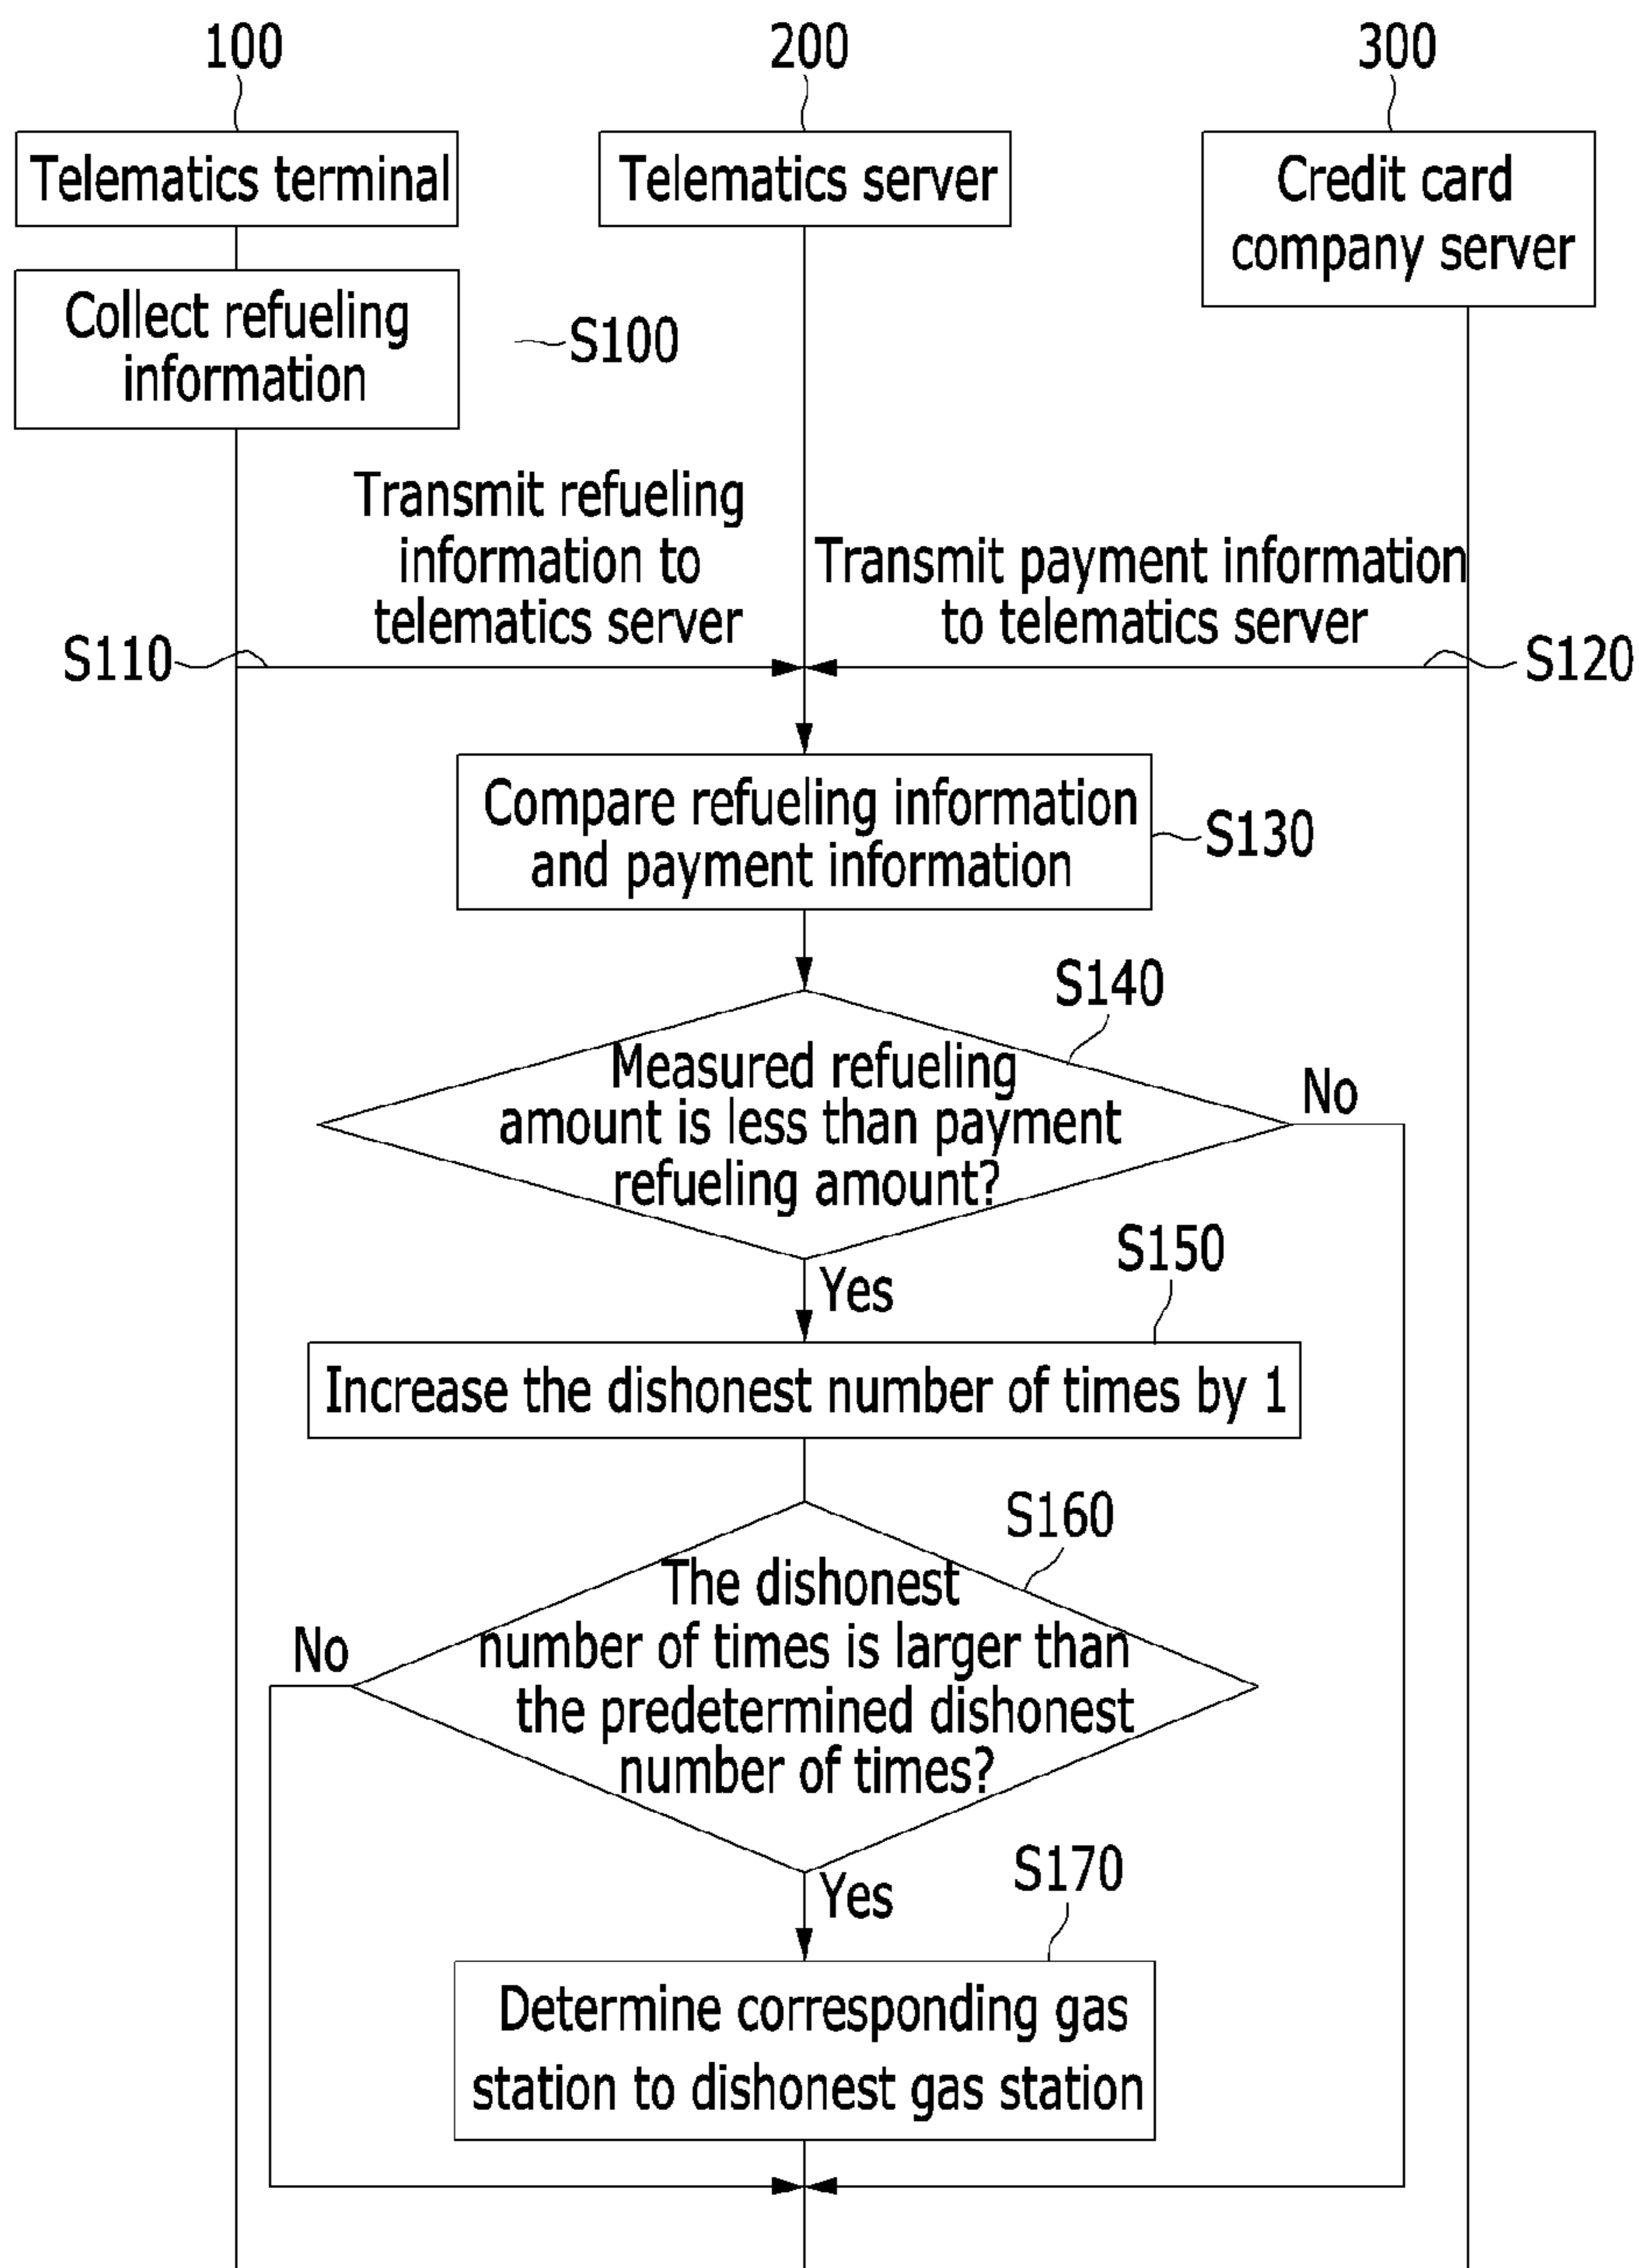 100
200
300
Telematics terminal
Telematics server
Credit card
company server
Collect refueling
information
S100
Transmit refueling
information to
telematics server
Transmit payment information
to telematics server
S110
S120
Compare refueling information
and payment information
S130
S140
Measured refueling
amount is less than payment
refueling amount?
No
Yes
S150
Increase the dishonest number of times by 1
S160
The dishonest
number of times is larger than
the predetermined dishonest
number of times?
No
Yes
S170
Determine corresponding gas
station to dishonest gas station